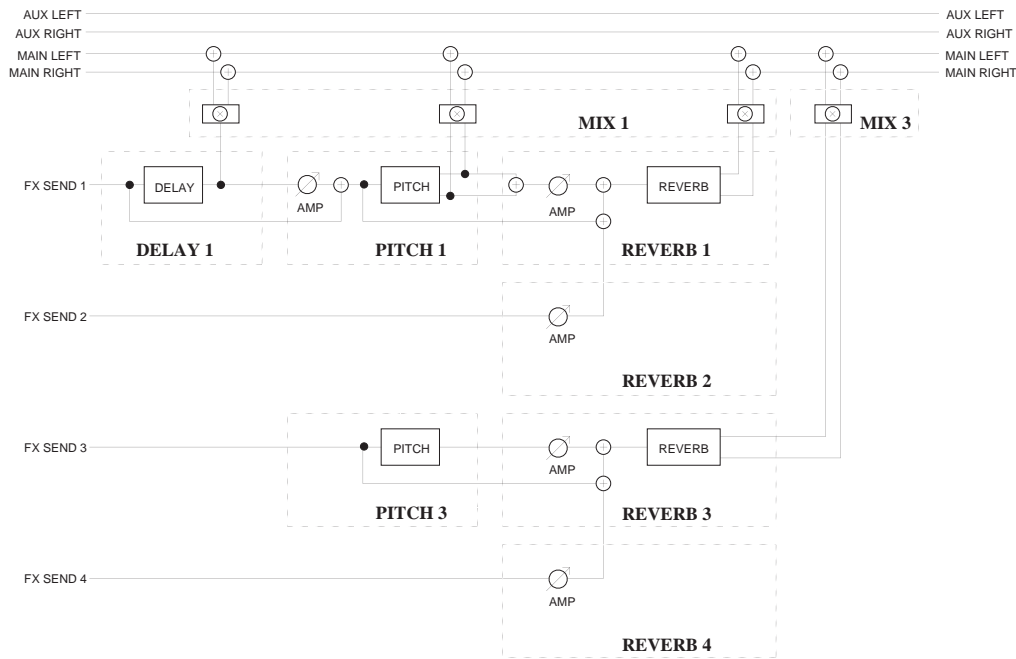 AUX LEFT AUX LEFT
AUX RIGHT AUX RIGHT
MAIN LEFT MAIN LEFT
MAIN RIGHT MAIN RIGHT
MIX 1 MIX 3
FX SEND 1 DELAY PITCH REVERB
AMP AMP
DELAY 1 PITCH 1 REVERB 1
FX SEND 2
AMP
REVERB 2
FX SEND 3 PITCH REVERB
AMP
PITCH 3 REVERB 3
FX SEND 4
AMP
REVERB 4